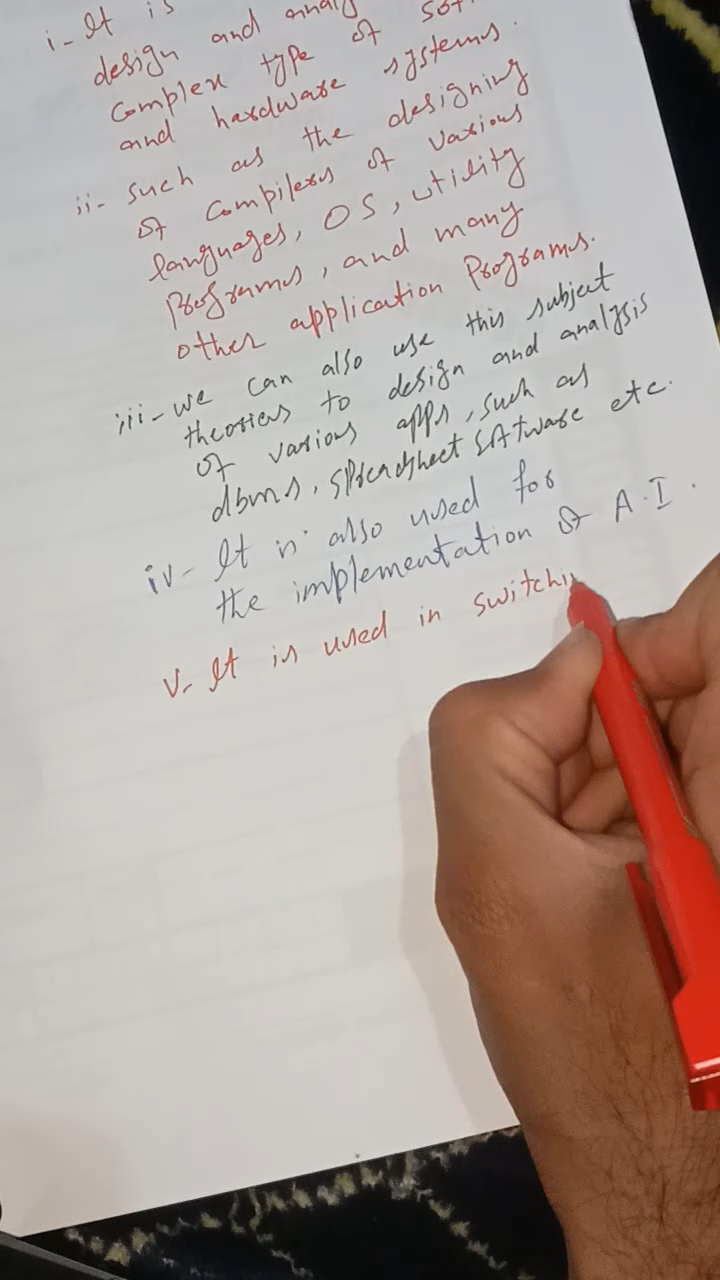 i- It is
design and
complex type of
and hardware systems.
ii- such as the designing
of compilers of various
languages, OS, utility
programs, and many
other application programs.
iii- we can also use this subject
theories to design and analysis
of various apps, such as
dbms, spreadsheet software etc.
iv- It is also used for
the implementation of A.I.
v- It is used in switchi